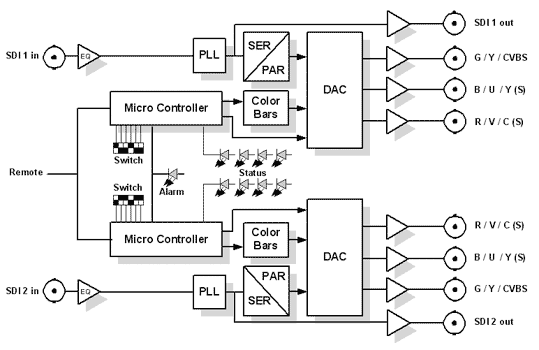 SDI1 out
SDI1 in
EQ
PLL
SER
PAR
DAC
G / Y / CVBS
B / U / Y (S)
R / V / C (S)
Micro Controller
Color
Bars
Switch
Remote
Alarm
Status
Switch
Micro Controller
Color
Bars
DAC
R / V / C (S)
B / U / Y (S)
G / Y / CVBS
SDI2 in
EQ
PLL
PAR
SER
SDI2 out